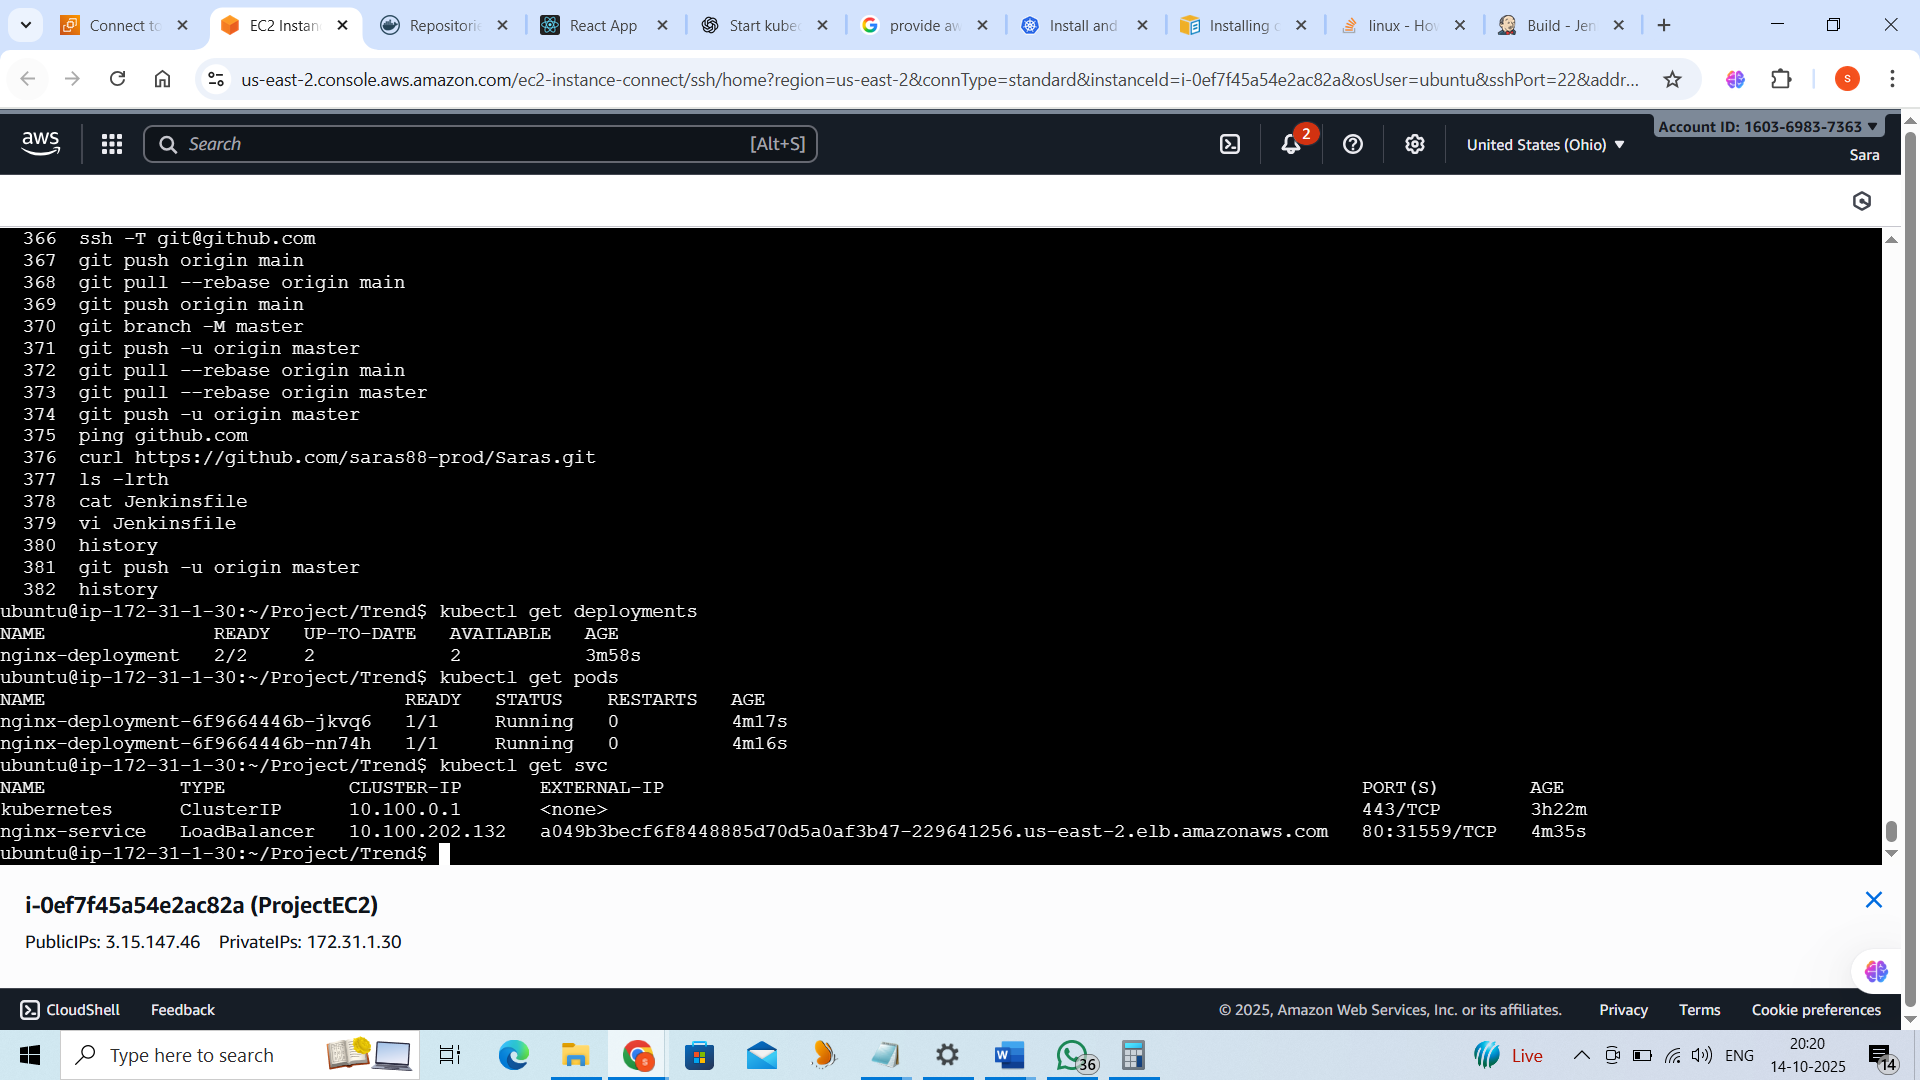 Connect to
EC2 Instan
Repositorie
React App
Start kube
provide aw
Install and
Installing c
linux - Hov
Build - Jen
us-east-2.console.aws.amazon.com/ec2-instance-connect/ssh/home?region=us-east-2&connType=standard&instanceId=i-0ef7f45a54e2ac82a&osUser=ubuntu&sshPort=22&addr...
S
aws
Search
[Alt+S]
2
United States (Ohio)
Account ID: 1603-6983-7363
Sara
366 ssh -T git@github.com
367 git push origin main
368 git pull --rebase origin main
369 git push origin main
370 git branch -M master
371 git push -u origin master
372 git pull --rebase origin main
373 git pull --rebase origin master
374 git push -u origin master
375 ping github.com
376 curl https://github.com/saras88-prod/Saras.git
377 ls -lrth
378 cat Jenkinsfile
379 vi Jenkinsfile
380 history
381 git push -u origin master
382 history
ubuntu@ip-172-31-1-30:~/Project/Trend$ kubectl get deployments
NAME READY UP-TO-DATE AVAILABLE AGE
nginx-deployment 2/2 2 2 3m58s
ubuntu@ip-172-31-1-30:~/Project/Trend$ kubectl get pods
NAME READY STATUS RESTARTS AGE
nginx-deployment-6f9664446b-jkvq6 1/1 Running 0 4m17s
nginx-deployment-6f9664446b-nn74h 1/1 Running 0 4m16s
ubuntu@ip-172-31-1-30:~/Project/Trend$ kubectl get svc
NAME TYPE CLUSTER-IP EXTERNAL-IP PORT(S) AGE
kubernetes ClusterIP 10.100.0.1 <none> 443/TCP 3h22m
nginx-service LoadBalancer 10.100.202.132 a049b3becf6f8448885d70d5a0af3b47-229641256.us-east-2.elb.amazonaws.com 80:31559/TCP 4m35s
ubuntu@ip-172-31-1-30:~/Project/Trend$
i-0ef7f45a54e2ac82a (ProjectEC2)
PublicIPs: 3.15.147.46 PrivateIPs: 172.31.1.30
CloudShell
Feedback
© 2025, Amazon Web Services, Inc. or its affiliates.
Privacy
Terms
Cookie preferences
Type here to search
S
W
36
Live
ENG
20:20
14-10-2025
14